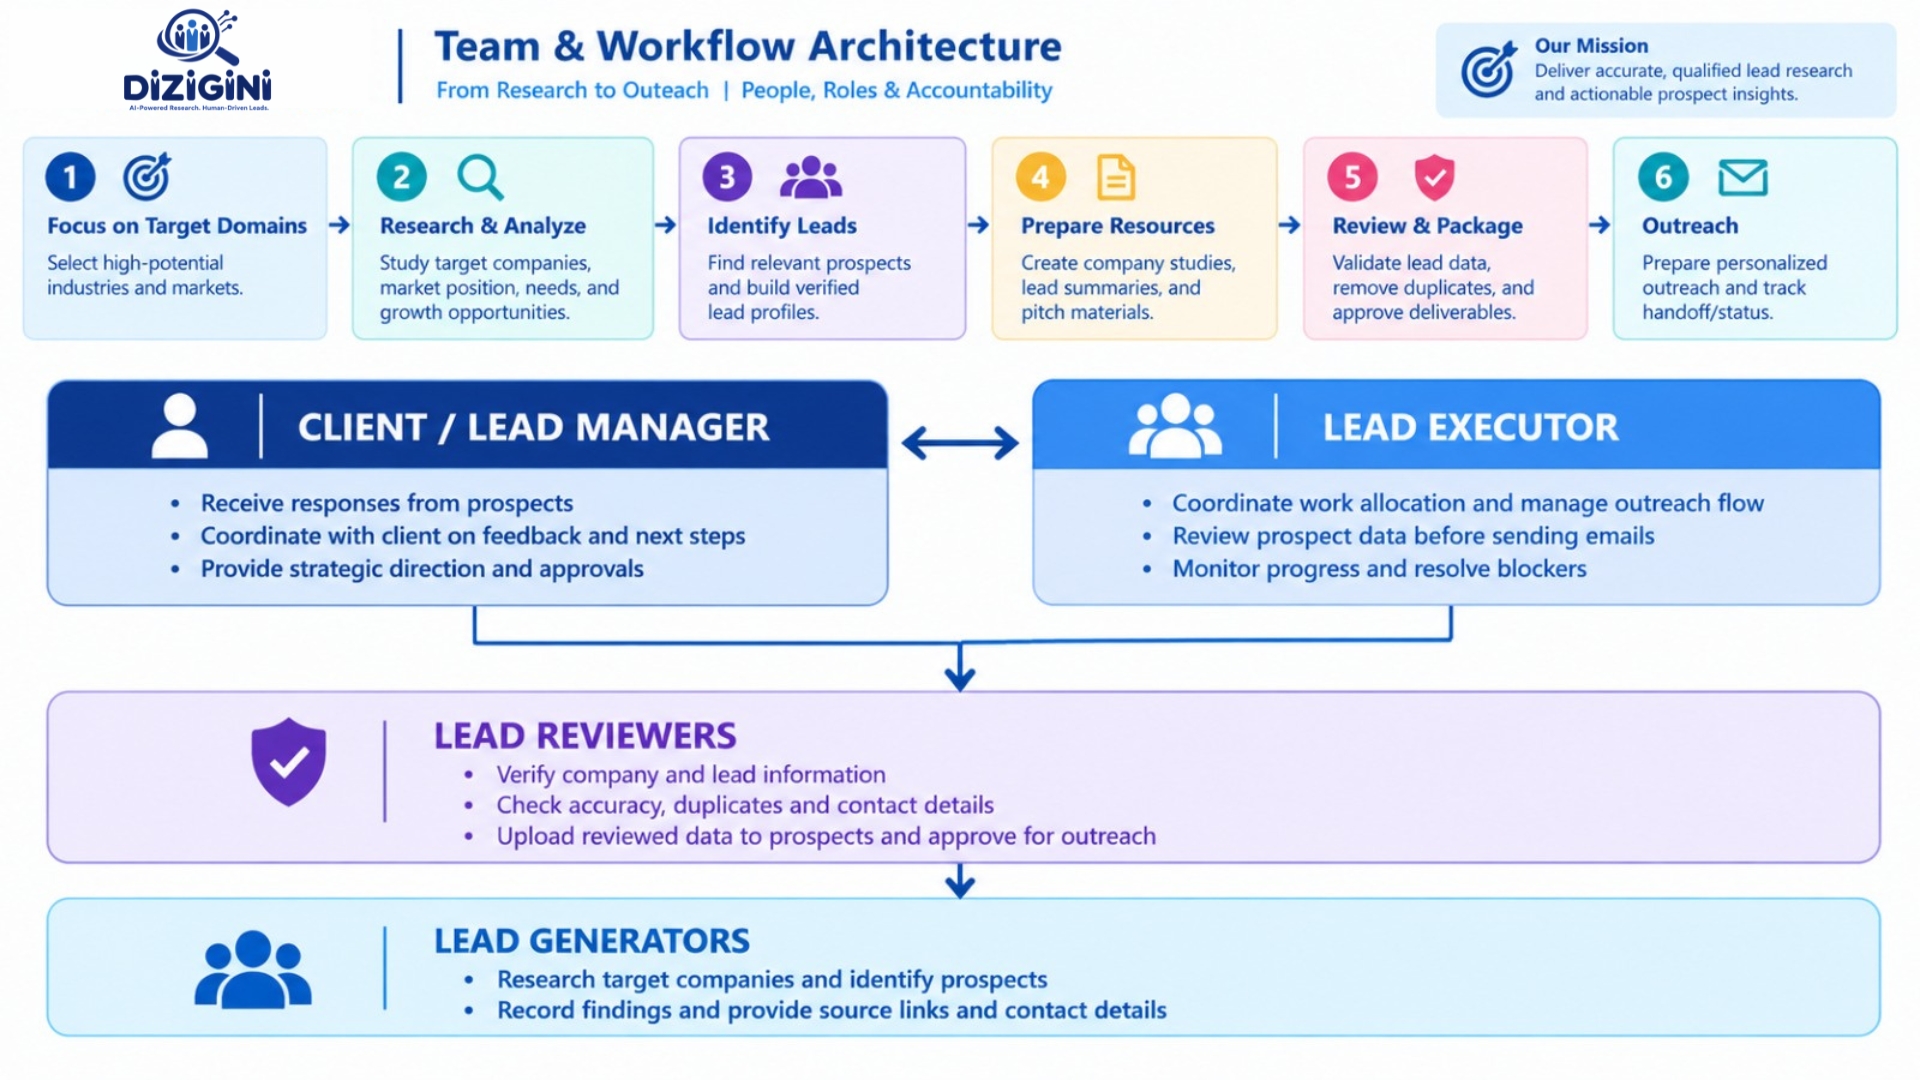 DiZiGiNi
AI-Powered Research. Human-Driven Leads.
Team & Workflow Architecture
From Research to Outeach | People, Roles & Accountability
Our Mission
Deliver accurate, qualified lead research
and actionable prospect insights.
1
Focus on Target Domains
Select high-potential
industries and markets.
2
Research & Analyze
Study target companies,
market position, needs, and
growth opportunities.
3
Identify Leads
Find relevant prospects
and build verified
lead profiles.
4
Prepare Resources
Create company studies,
lead summaries, and
pitch materials.
5
Review & Package
Validate lead data,
remove duplicates, and
approve deliverables.
6
Outreach
Prepare personalized
outreach and track
handoff/status.
CLIENT / LEAD MANAGER
• Receive responses from prospects
• Coordinate with client on feedback and next steps
• Provide strategic direction and approvals
LEAD EXECUTOR
• Coordinate work allocation and manage outreach flow
• Review prospect data before sending emails
• Monitor progress and resolve blockers
LEAD REVIEWERS
• Verify company and lead information
• Check accuracy, duplicates and contact details
• Upload reviewed data to prospects and approve for outreach
LEAD GENERATORS
• Research target companies and identify prospects
• Record findings and provide source links and contact details